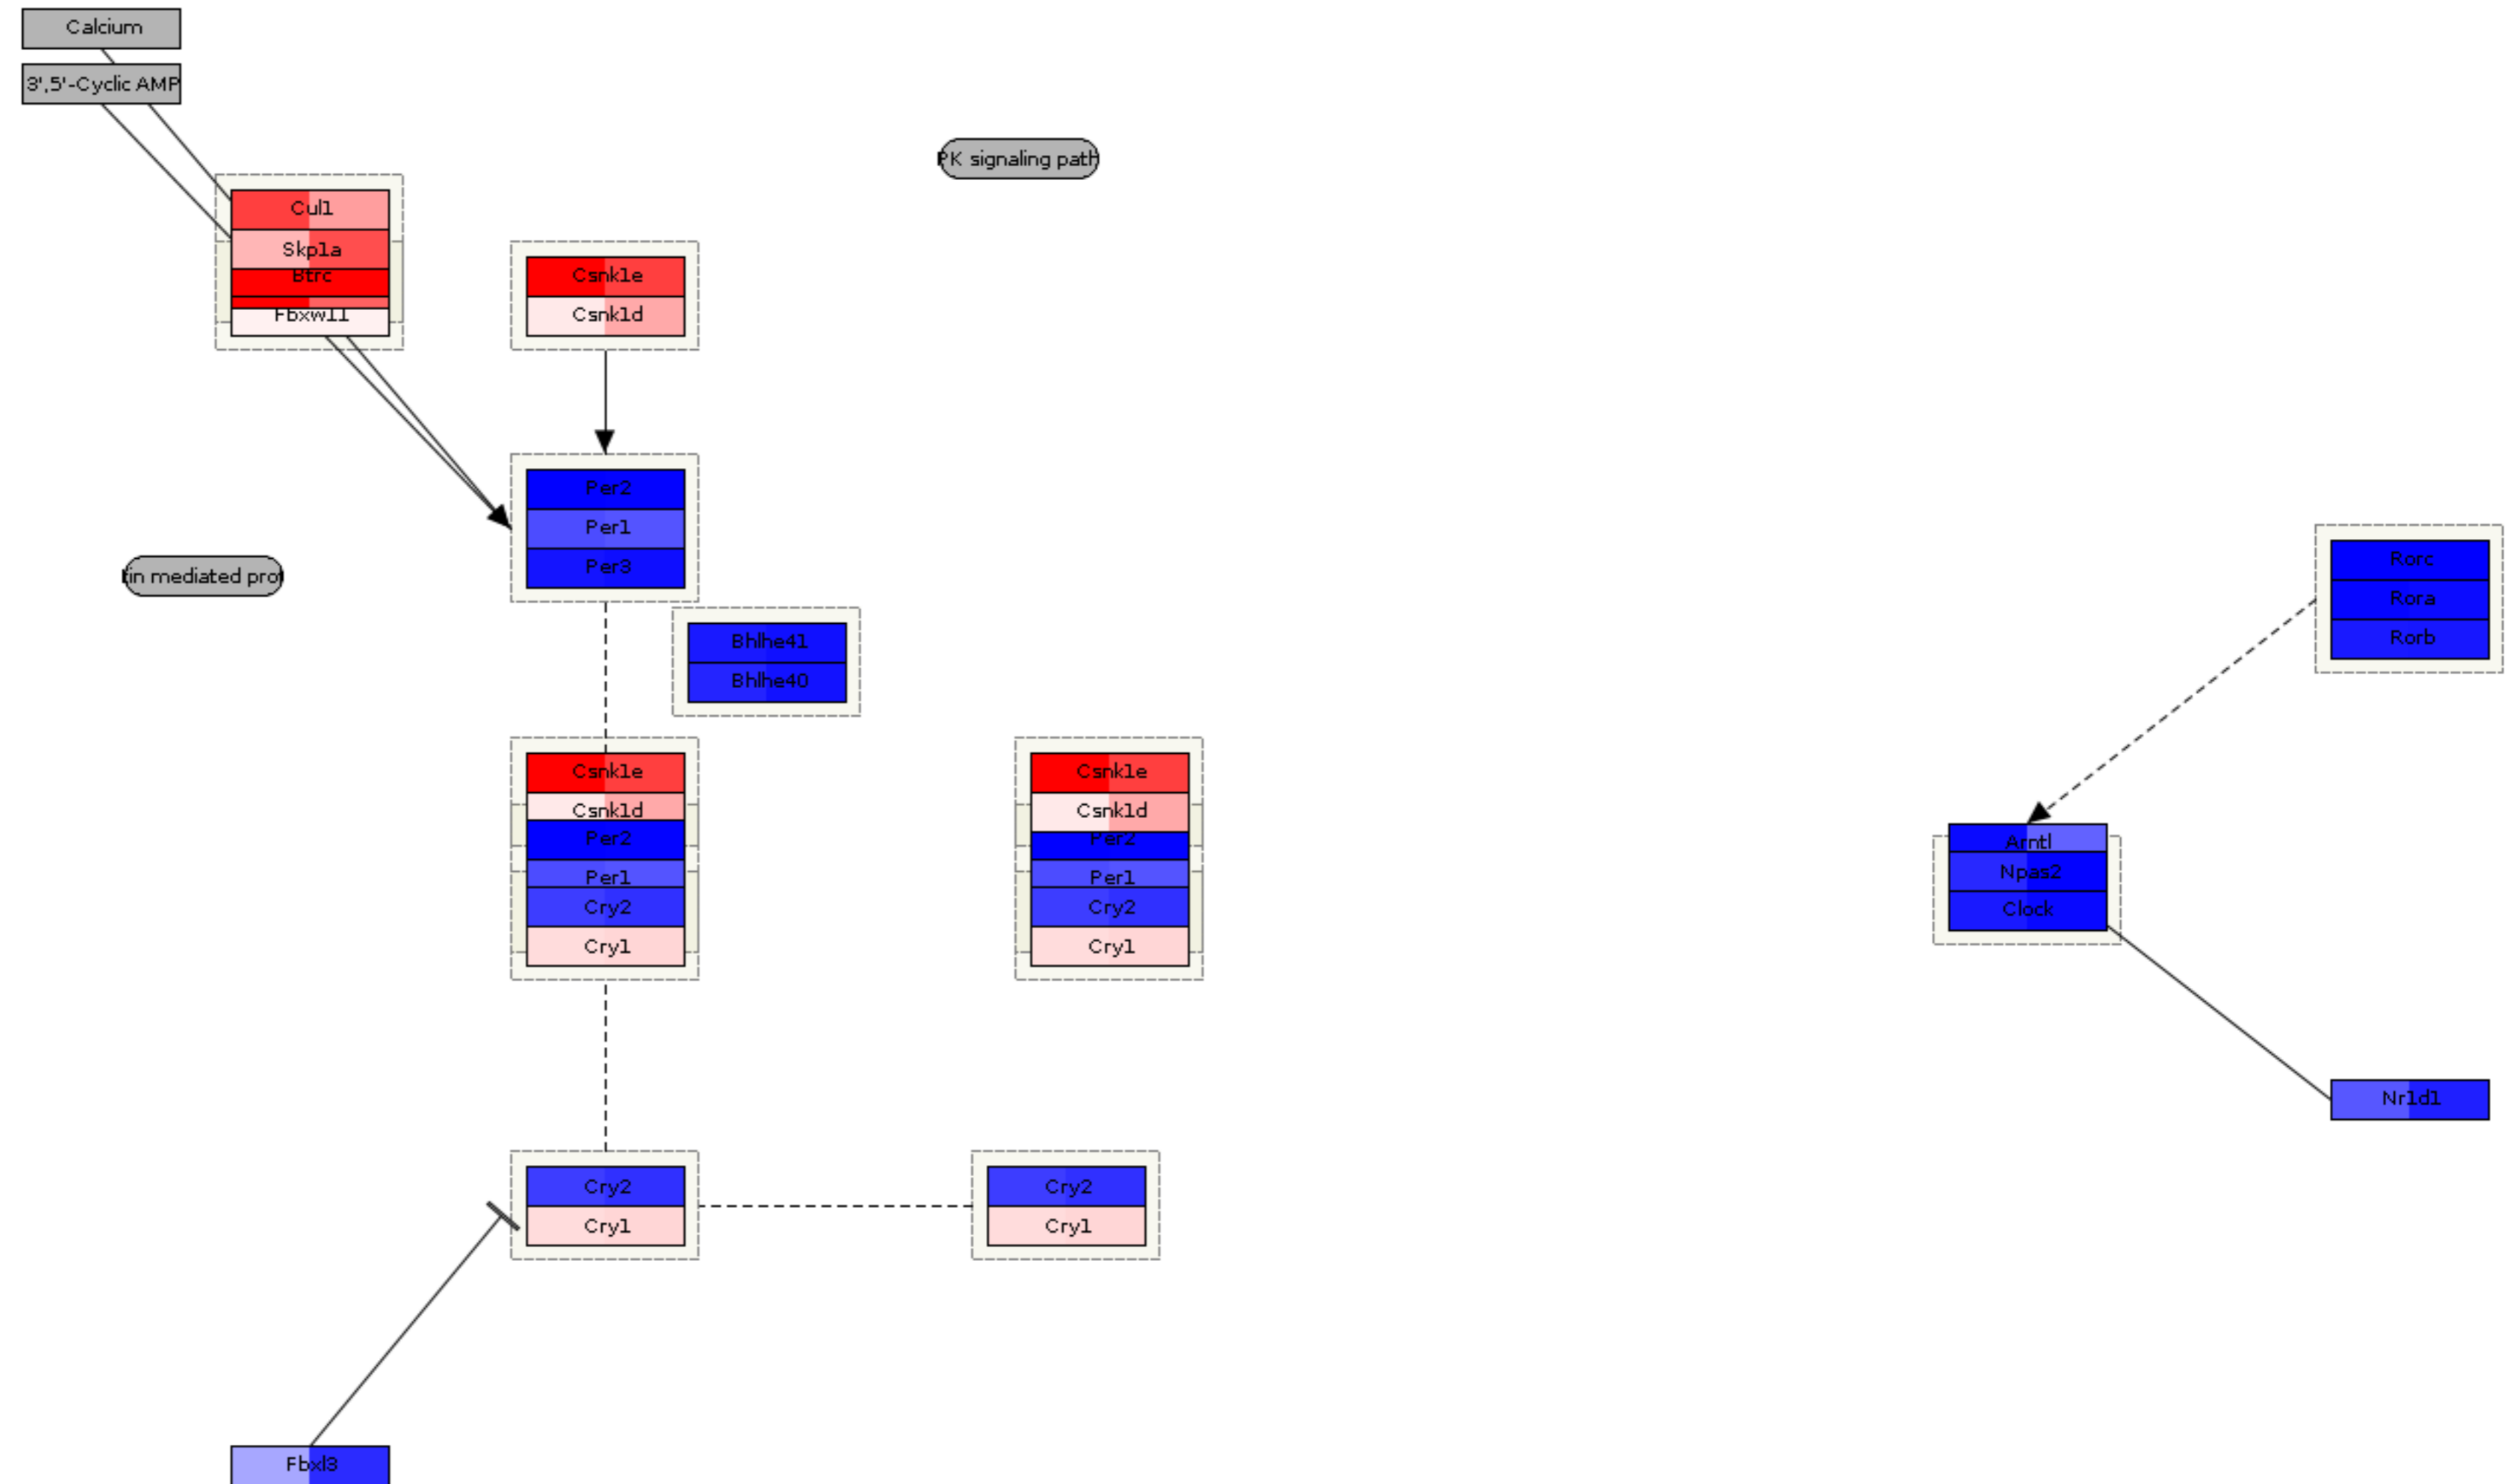 Calcium
3',5'-Cyclic AMP
PK signaling path
Cul1
Skp1a
Btrc
Fbxw11
Csnk1e
Csnk1d
Per2
Per1
Per3
tin mediated pro
Bhlhe41
Bhlhe40
Rorc
Rora
Rorb
Csnk1e
Csnk1d
Per2
Per1
Cry2
Cry1
Csnk1e
Csnk1d
Per2
Per1
Cry2
Cry1
Arntl
Npas2
Clock
Nr1d1
Cry2
Cry1
Cry2
Cry1
Fbxl3